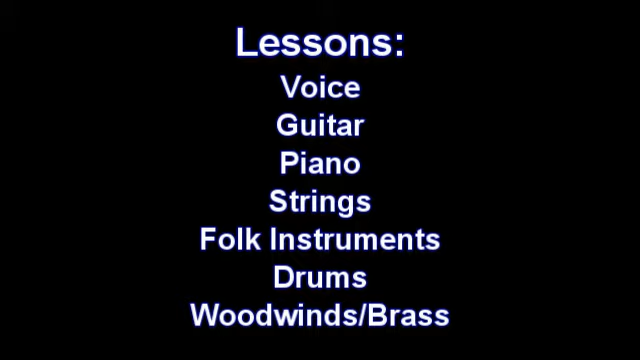 Lessons:
Voice
Guitar
Piano
Strings
Folk Instruments
Drums
Woodwinds/Brass